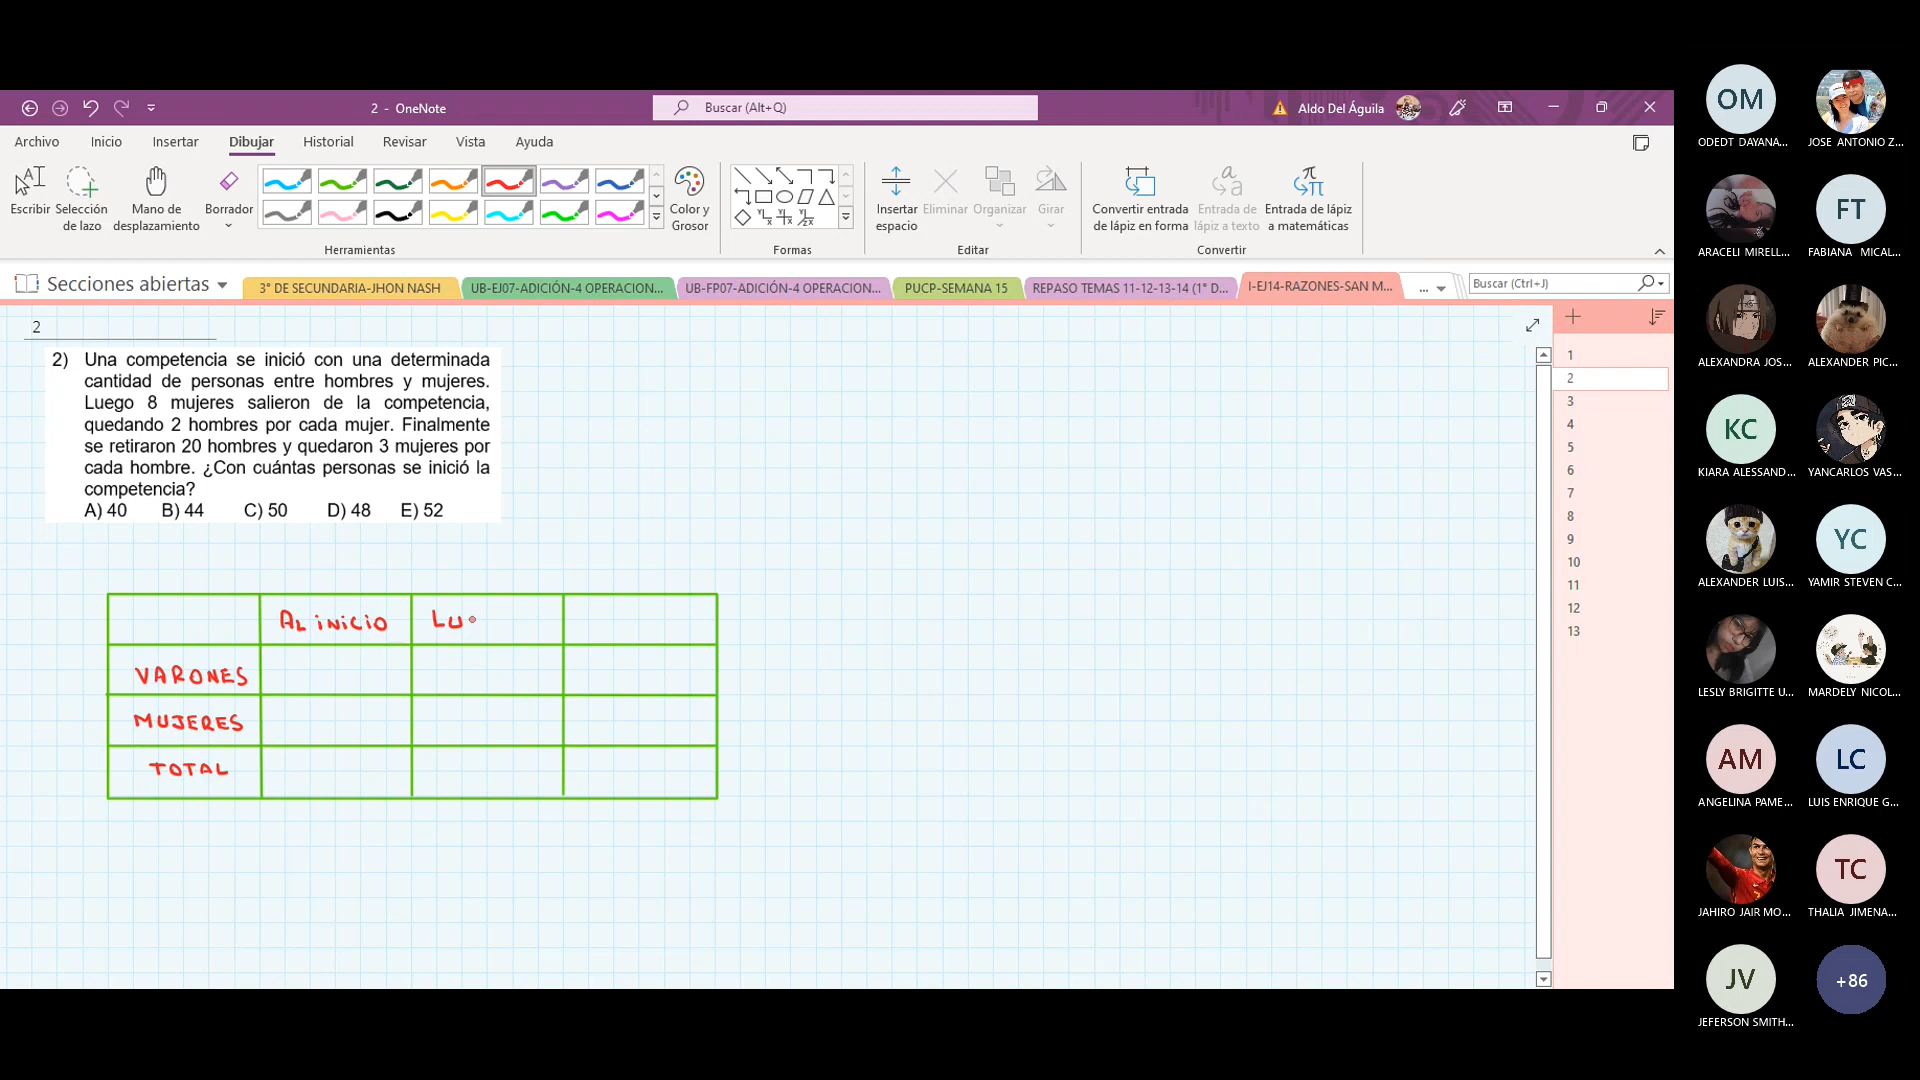 2 - OneNote
Buscar (Alt+Q)
Aldo Del Águila
Archivo Inicio Insertar Dibujar Historial Revisar Vista Ayuda
Escribir
Selección de lazo
Mano de desplazamiento
Borrador
Color y Grosor
Insertar espacio
Eliminar
Organizar
Girar
Convertir entrada de lápiz en forma
Entrada de lápiz a texto
Entrada de lápiz a matemáticas
Herramientas
Formas
Editar
Convertir
Secciones abiertas
3° DE SECUNDARIA-JHON NASH
UB-EJ07-ADICIÓN-4 OPERACION...
UB-FP07-ADICIÓN-4 OPERACION...
PUCP-SEMANA 15
REPASO TEMAS 11-12-13-14 (1° D...
I-EJ14-RAZONES-SAN M...
...
Buscar (Ctrl+J)
2
2) Una competencia se inició con una determinada
cantidad de personas entre hombres y mujeres.
Luego 8 mujeres salieron de la competencia,
quedando 2 hombres por cada mujer. Finalmente
se retiraron 20 hombres y quedaron 3 mujeres por
cada hombre. ¿Con cuántas personas se inició la
competencia?
A) 40 B) 44 C) 50 D) 48 E) 52
AL iNiCiO LU
VARONES
MUJERES
TOTAL
1
2
3
4
5
6
7
8
9
10
11
12
13
OM
ODEDT DAYANA...
JOSE ANTONIO Z...
ARACELI MIRELL...
FT
FABIANA MICAL...
ALEXANDRA JOS...
ALEXANDER PIC...
KC
KIARA ALESSAND...
YANCARLOS VAS...
ALEXANDER LUIS...
YC
YAMIR STEVEN C...
LESLY BRIGITTE U...
MARDELY NICOL...
AM
ANGELINA PAME...
LC
LUIS ENRIQUE G...
JAHIRO JAIR MO...
TC
THALIA JIMENA...
JV
JEFERSON SMITH...
+86